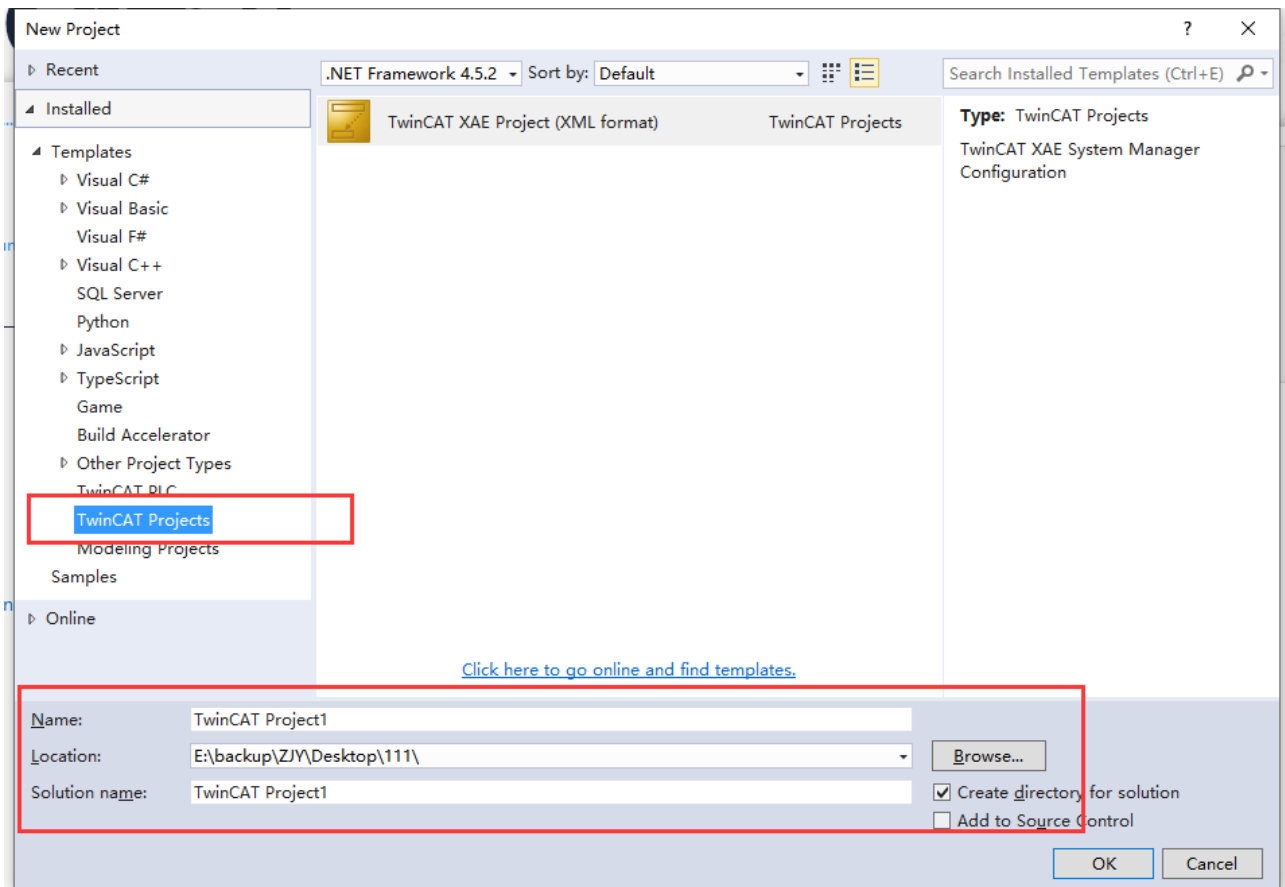 New Project
?
Recent
.NET Framework 4.5.2
Sort by:
Default
Search Installed Templates (Ctrl+E)
Installed
TwinCAT XAE Project (XML format)
TwinCAT Projects
Type: TwinCAT Projects
TwinCAT XAE System Manager
Configuration
Templates
Visual C#
Visual Basic
Visual F#
Visual C++
SQL Server
Python
JavaScript
TypeScript
Game
Build Accelerator
Other Project Types
TwinCAT PLC
TwinCAT Projects
Modeling Projects
Samples
Online
Click here to go online and find templates.
Name:
TwinCAT Project1
Location:
E:\backup\ZJY\Desktop\111\
Browse...
Solution name:
TwinCAT Project1
Create directory for solution
Add to Source Control
OK
Cancel